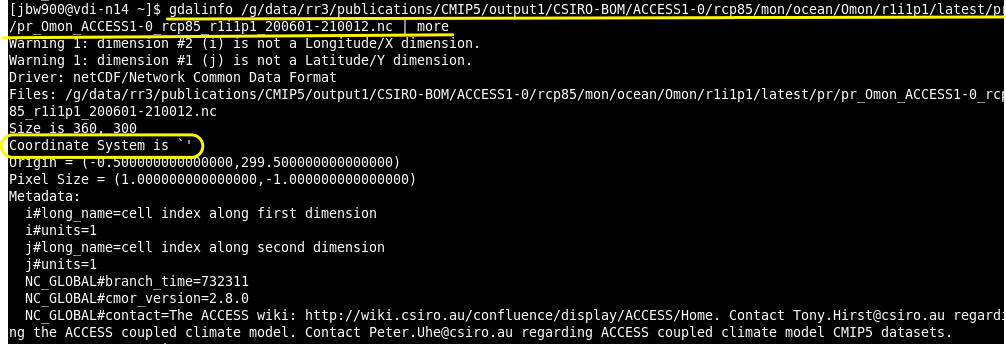 [jbw900@vdi-n14 ~]$ gdalinfo /g/data/rr3/publications/CMIP5/output1/CSIRO-BOM/ACCESS1-0/rcp85/mon/ocean/Omon/r1i1p1/latest/pr
/pr_Omon_ACCESS1-0_rcp85_r1i1p1_200601-210012.nc | more
Warning 1: dimension #2 (i) is not a Longitude/X dimension.
Warning 1: dimension #1 (j) is not a Latitude/Y dimension.
Driver: netCDF/Network Common Data Format
Files: /g/data/rr3/publications/CMIP5/output1/CSIRO-BOM/ACCESS1-0/rcp85/mon/ocean/Omon/r1i1p1/latest/pr/pr_Omon_ACCESS1-0_rcp
85_r1i1p1_200601-210012.nc
Size is 360, 300
Coordinate System is `'
Origin = (-0.500000000000000,299.500000000000000)
Pixel Size = (1.000000000000000,-1.000000000000000)
Metadata:
  i#long_name=cell index along first dimension
  i#units=1
  j#long_name=cell index along second dimension
  j#units=1
  NC_GLOBAL#branch_time=732311
  NC_GLOBAL#cmor_version=2.8.0
  NC_GLOBAL#contact=The ACCESS wiki: http://wiki.csiro.au/confluence/display/ACCESS/Home. Contact Tony.Hirst@csiro.au regardi
ng the ACCESS coupled climate model. Contact Peter.Uhe@csiro.au regarding ACCESS coupled climate model CMIP5 datasets.